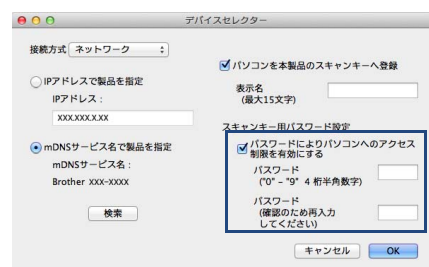 デバイスセレクター
接続方式 ネットワーク
IPアドレスで製品を指定
IPアドレス：
XXX.XXX.X.XX
mDNSサービス名で製品を指定
mDNSサービス名：
Brother XXX-XXXX
検索
パソコンを本製品のスキャンキーへ登録
表示名
(最大15文字)
スキャンキー用パスワード設定
パスワードによりパソコンへのアクセス
制限を有効にする
パスワード
("0" – "9" 4 桁半角数字)
パスワード
(確認のため再入力
してください)
キャンセル
OK